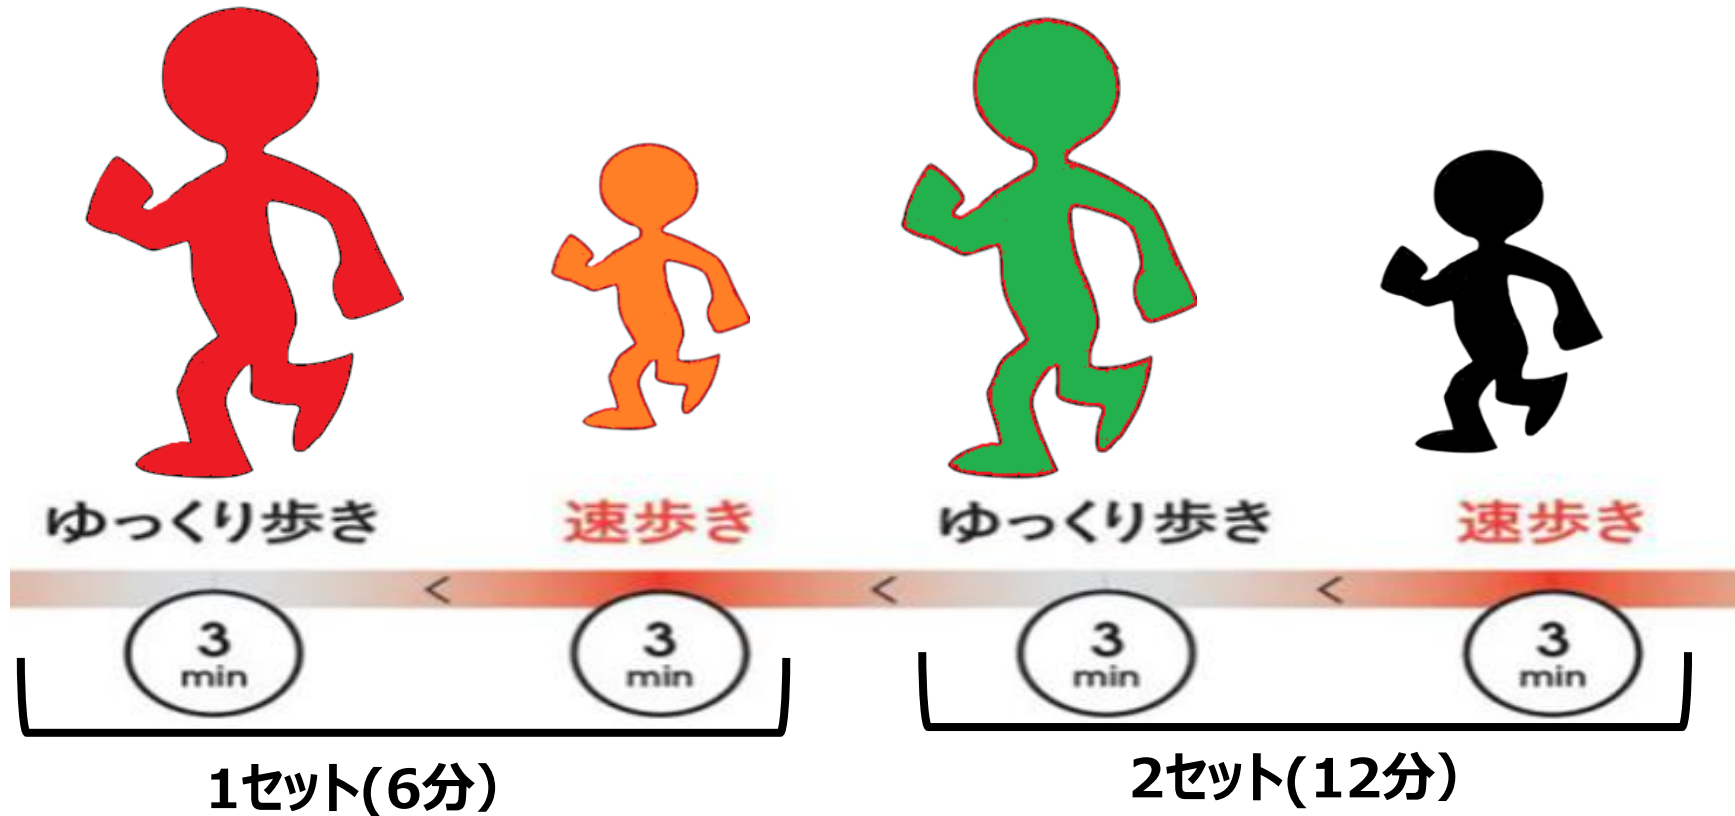 ゆっくり歩き 速歩き ゆっくり歩き 速歩き
< < <
3 min 3 min 3 min 3 min
1セット(6分) 2セット(12分)